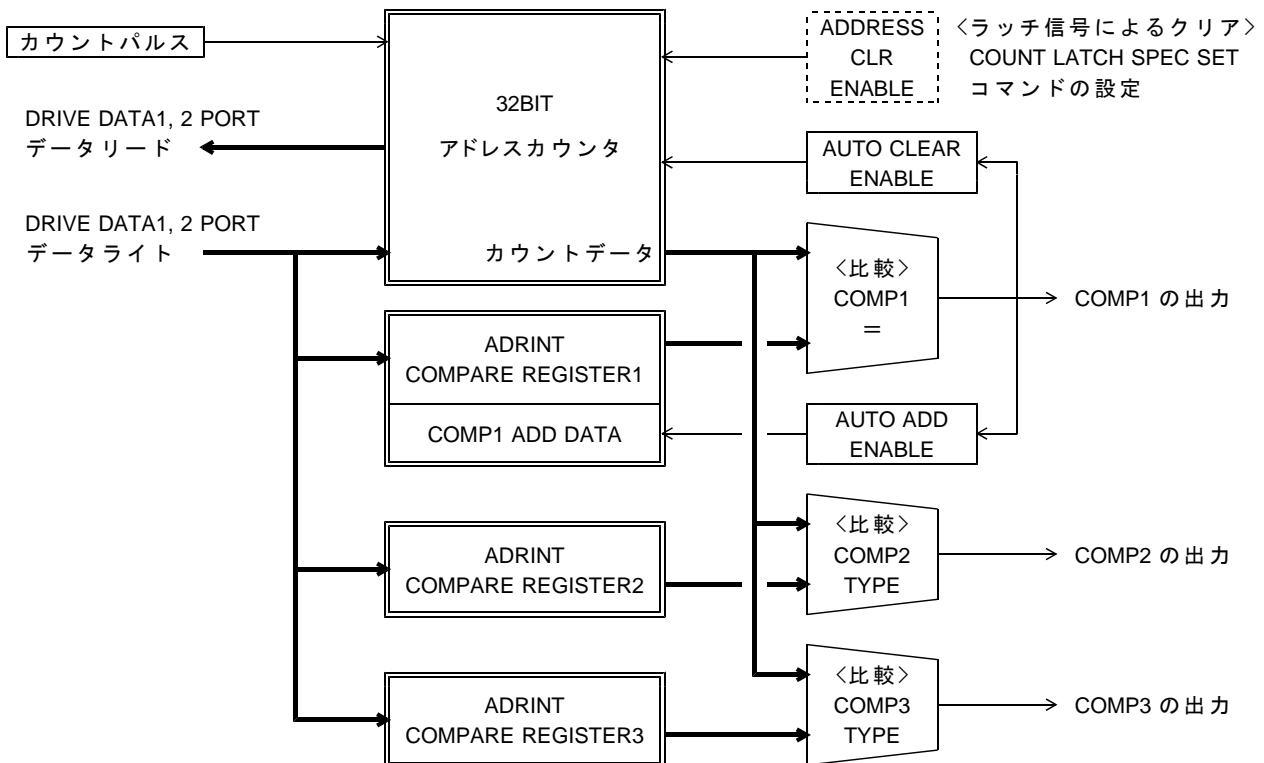 カウントパルス
ADDRESS
CLR
ENABLE
〈ラッチ信号によるクリア〉
COUNT LATCH SPEC SET
コマンドの設定
32BIT
アドレスカウンタ
DRIVE DATA1, 2 PORT
データリード
AUTO CLEAR
ENABLE
DRIVE DATA1, 2 PORT
データライト
カウントデータ
〈比較〉
COMP1
＝
COMP1 の出力
ADRINT
COMPARE REGISTER1
COMP1 ADD DATA
AUTO ADD
ENABLE
ADRINT
COMPARE REGISTER2
〈比較〉
COMP2
TYPE
COMP2 の出力
ADRINT
COMPARE REGISTER3
〈比較〉
COMP3
TYPE
COMP3 の出力